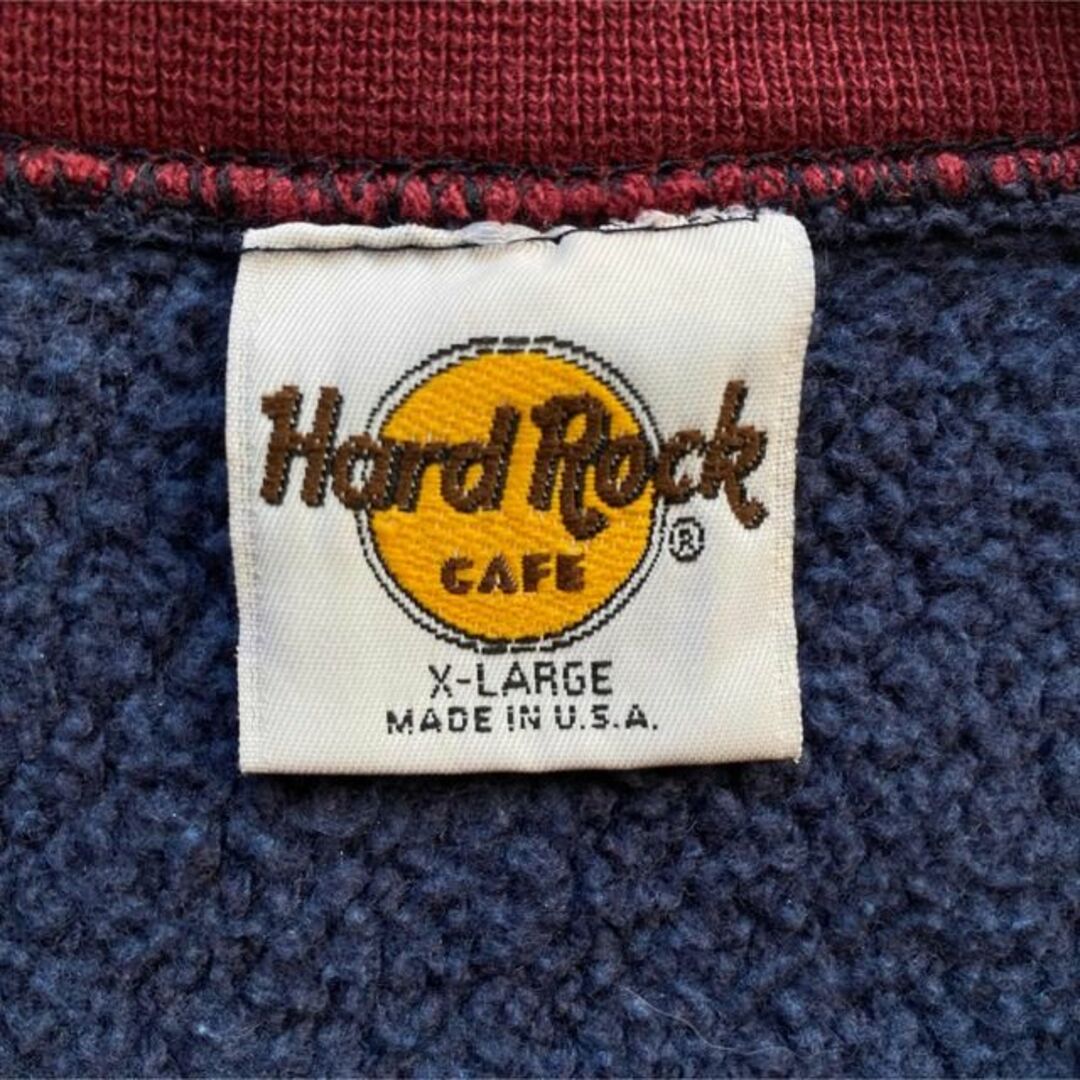 Hard Rock
CAFE
®
X-LARGE
MADE IN U.S.A.